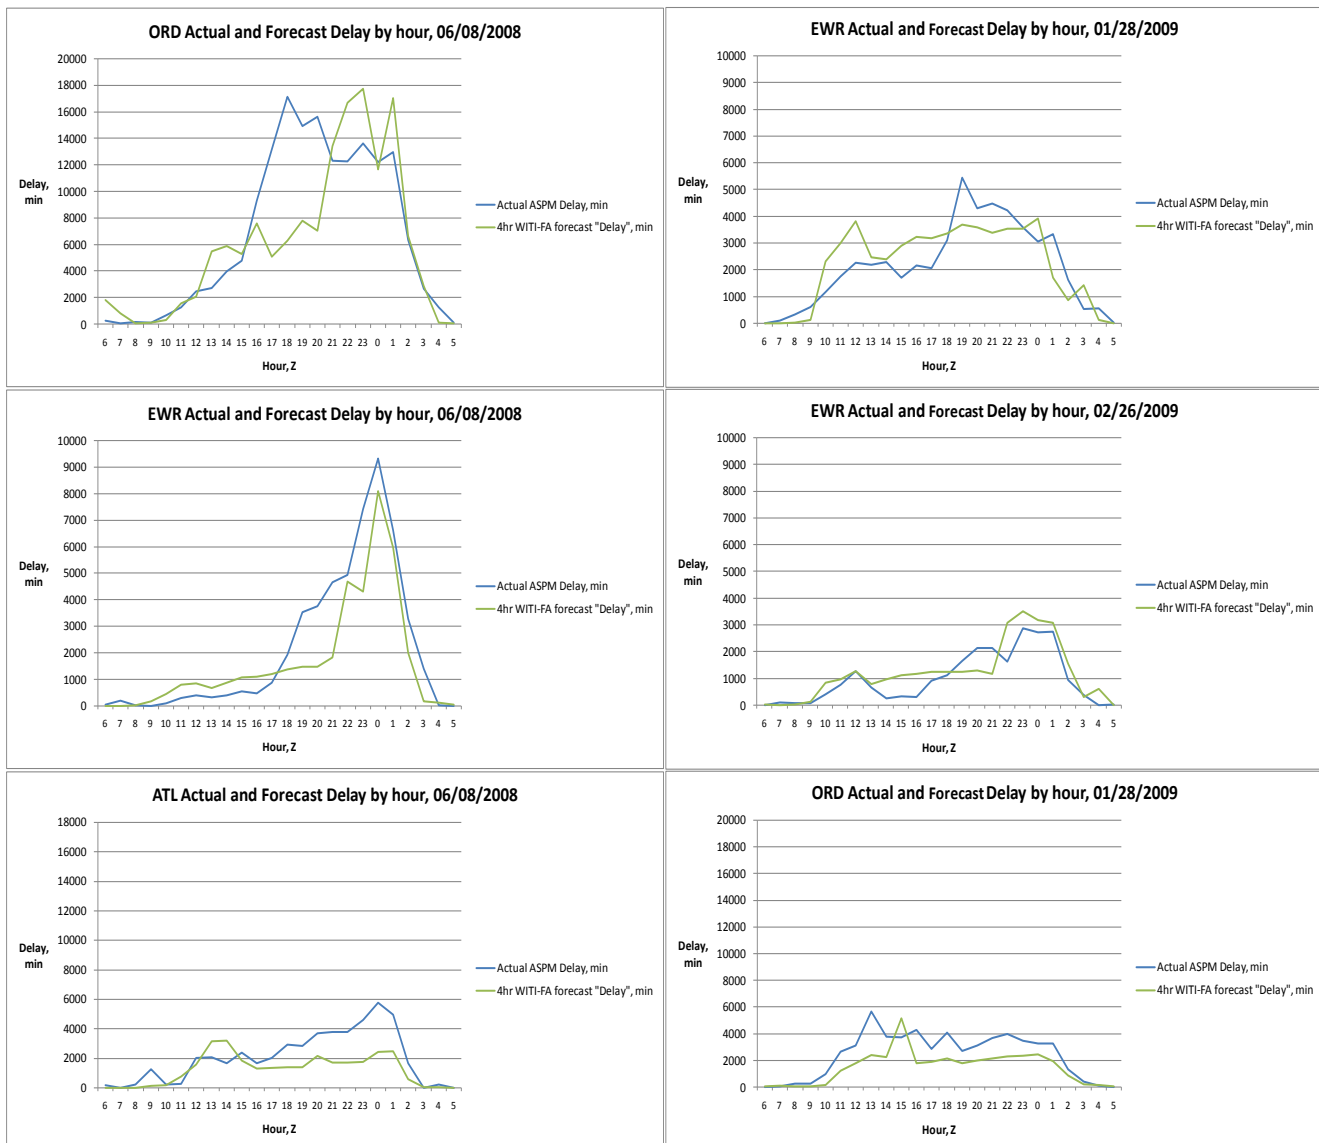 ORD Actual and Forecast Delay by hour, 06/08/2008
20000
18000
16000
14000
12000
10000
8000
6000
4000
2000
0
Delay,
min
6 7 8 9 10 11 12 13 14 15 16 17 18 19 20 21 22 23 0 1 2 3 4 5
Hour, Z
Actual ASPM Delay, min
4hr WITI-FA forecast "Delay", min
EWR Actual and Forecast Delay by hour, 01/28/2009
10000
9000
8000
7000
6000
5000
4000
3000
2000
1000
0
Delay,
min
6 7 8 9 10 11 12 13 14 15 16 17 18 19 20 21 22 23 0 1 2 3 4 5
Hour, Z
Actual ASPM Delay, min
4hr WITI-FA forecast "Delay", min
EWR Actual and Forecast Delay by hour, 06/08/2008
10000
9000
8000
7000
6000
5000
4000
3000
2000
1000
0
Delay,
min
6 7 8 9 10 11 12 13 14 15 16 17 18 19 20 21 22 23 0 1 2 3 4 5
Hour, Z
Actual ASPM Delay, min
4hr WITI-FA forecast "Delay", min
EWR Actual and Forecast Delay by hour, 02/26/2009
10000
9000
8000
7000
6000
5000
4000
3000
2000
1000
0
Delay,
min
6 7 8 9 10 11 12 13 14 15 16 17 18 19 20 21 22 23 0 1 2 3 4 5
Hour, Z
Actual ASPM Delay, min
4hr WITI-FA forecast "Delay", min
ATL Actual and Forecast Delay by hour, 06/08/2008
18000
16000
14000
12000
10000
8000
6000
4000
2000
0
Delay,
min
6 7 8 9 10 11 12 13 14 15 16 17 18 19 20 21 22 23 0 1 2 3 4 5
Hour, Z
Actual ASPM Delay, min
4hr WITI-FA forecast "Delay", min
ORD Actual and Forecast Delay by hour, 01/28/2009
20000
18000
16000
14000
12000
10000
8000
6000
4000
2000
0
Delay,
min
6 7 8 9 10 11 12 13 14 15 16 17 18 19 20 21 22 23 0 1 2 3 4 5
Hour, Z
Actual ASPM Delay, min
4hr WITI-FA forecast "Delay", min